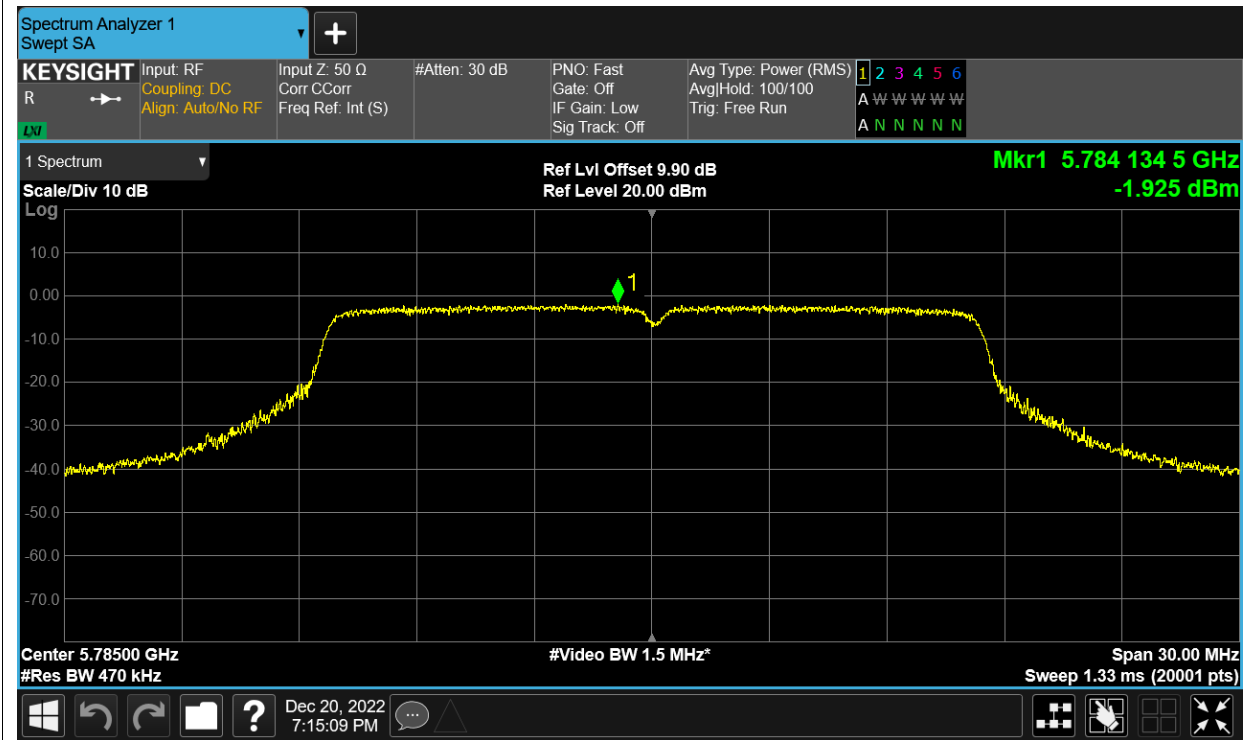 Spectrum Analyzer 1
Swept SA
KEYSIGHT
R
LXI
Input: RF
Coupling: DC
Align: Auto/No RF
Input Z: 50 Ω
Corr CCorr
Freq Ref: Int (S)
#Atten: 30 dB
PNO: Fast
Gate: Off
IF Gain: Low
Sig Track: Off
Avg Type: Power (RMS)
Avg|Hold: 100/100
Trig: Free Run
1 2 3 4 5 6
A W W W W W
A N N N N N
1 Spectrum
Scale/Div 10 dB
Ref Lvl Offset 9.90 dB
Ref Level 20.00 dBm
Mkr1 5.784 134 5 GHz
-1.925 dBm
Log
10.0
0.00
-10.0
-20.0
-30.0
-40.0
-50.0
-60.0
-70.0
1
Center 5.78500 GHz
#Video BW 1.5 MHz*
Span 30.00 MHz
#Res BW 470 kHz
Sweep 1.33 ms (20001 pts)
?
Dec 20, 2022
7:15:09 PM